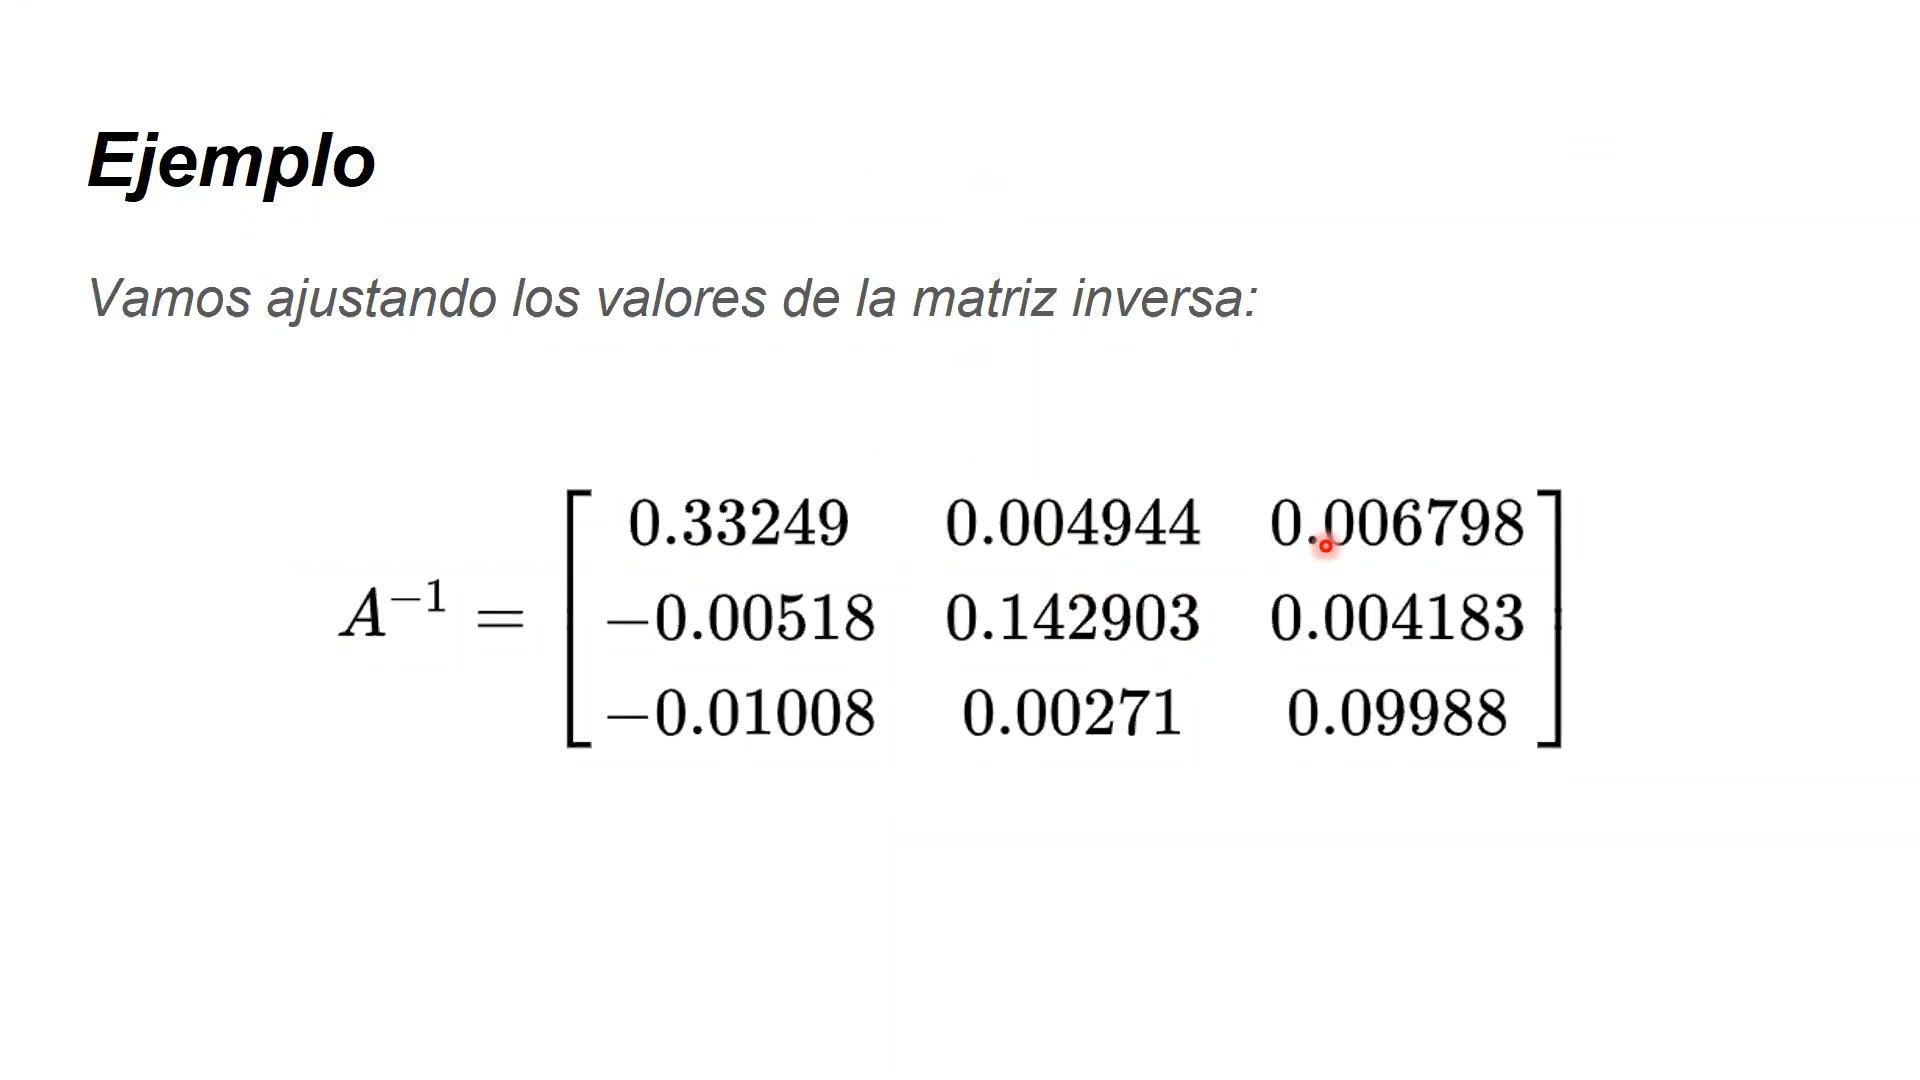 Ejemplo
Vamos ajustando los valores de la matriz inversa:
0.33249 0.004944 0.006798
A⁻¹ = −0.00518 0.142903 0.004183
−0.01008 0.00271 0.09988